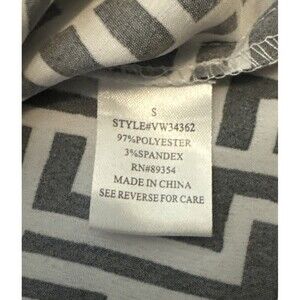 S
STYLE#VW34362
97%POLYESTER
3%SPANDEX
RN#89354
MADE IN CHINA
SEE REVERSE FOR CARE